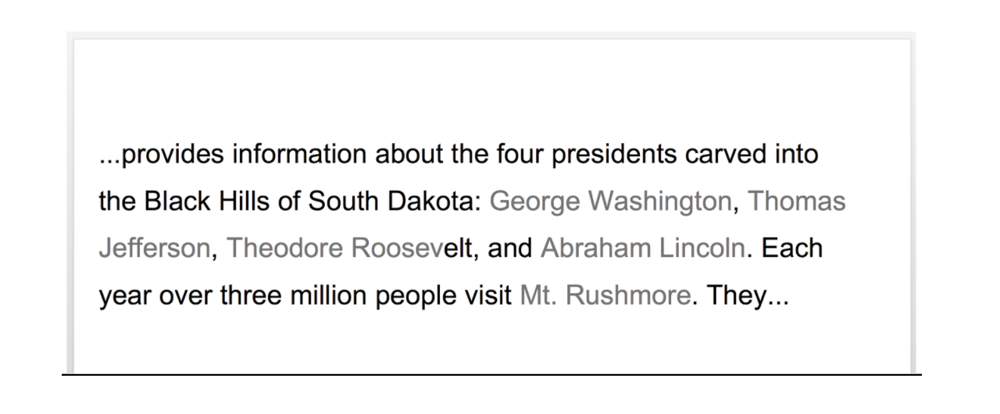 ...provides information about the four presidents carved into
the Black Hills of South Dakota: George Washington, Thomas
Jefferson, Theodore Roosevelt, and Abraham Lincoln. Each
year over three million people visit Mt. Rushmore. They...